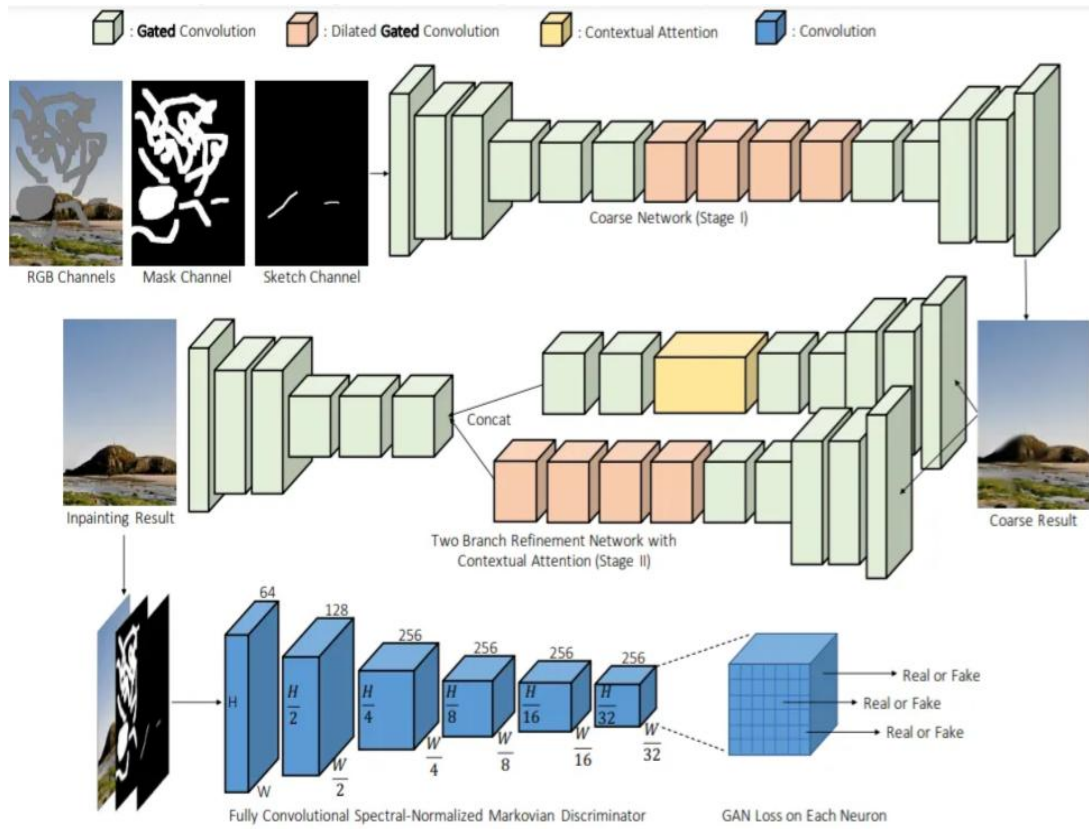 : Gated Convolution
: Dilated Gated Convolution
: Contextual Attention
: Convolution
RGB Channels
Mask Channel
Sketch Channel
Coarse Network (Stage I)
Concat
Inpainting Result
Two Branch Refinement Network with
Contextual Attention (Stage II)
Coarse Result
64
128
256
256
256
256
H
H/2
H/4
H/8
H/16
H/32
W
W/2
W/4
W/8
W/16
W/32
Real or Fake
Real or Fake
Real or Fake
Fully Convolutional Spectral-Normalized Markovian Discriminator
GAN Loss on Each Neuron